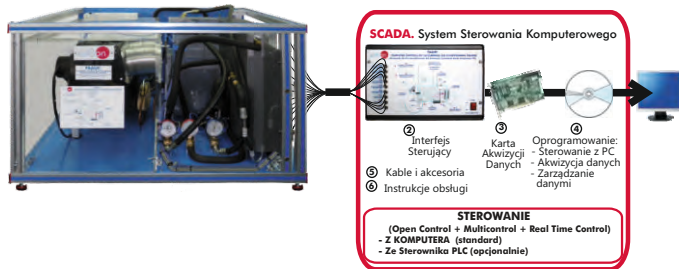 SCADA. System Sterowania Komputerowego
② Interfejs
Sterujący
③ Karta
Akwizycji
Danych
④ Oprogramowanie:
- Sterowanie z PC
- Akwizycja danych
- Zarządzanie
danymi
⑤ Kable i akcesoria
⑥ Instrukcje obsługi
STEROWANIE
(Open Control + Multicontrol + Real Time Control)
- Z KOMPUTERA (standard)
- Ze Sterownika PLC (opcjonalnie)